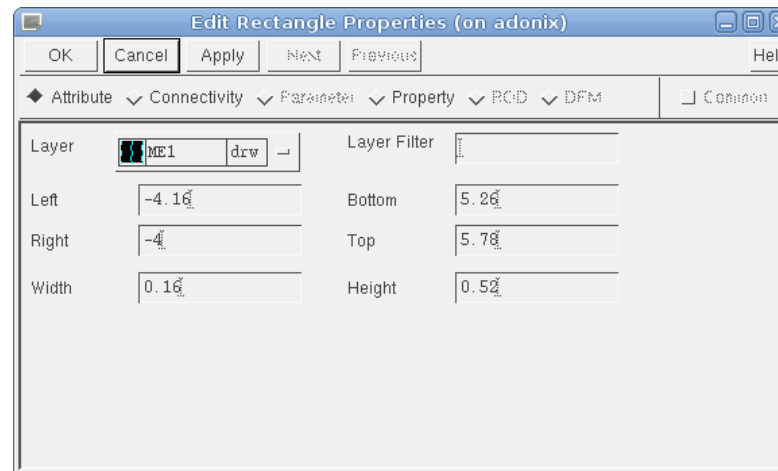 Edit Rectangle Properties (on adonix)
OK Cancel Apply Next Previous Hel
Attribute Connectivity Parameter Property ROD DFM Common
Layer ME1 drw Layer Filter
Left -4.16 Bottom 5.26
Right -4 Top 5.78
Width 0.16 Height 0.52